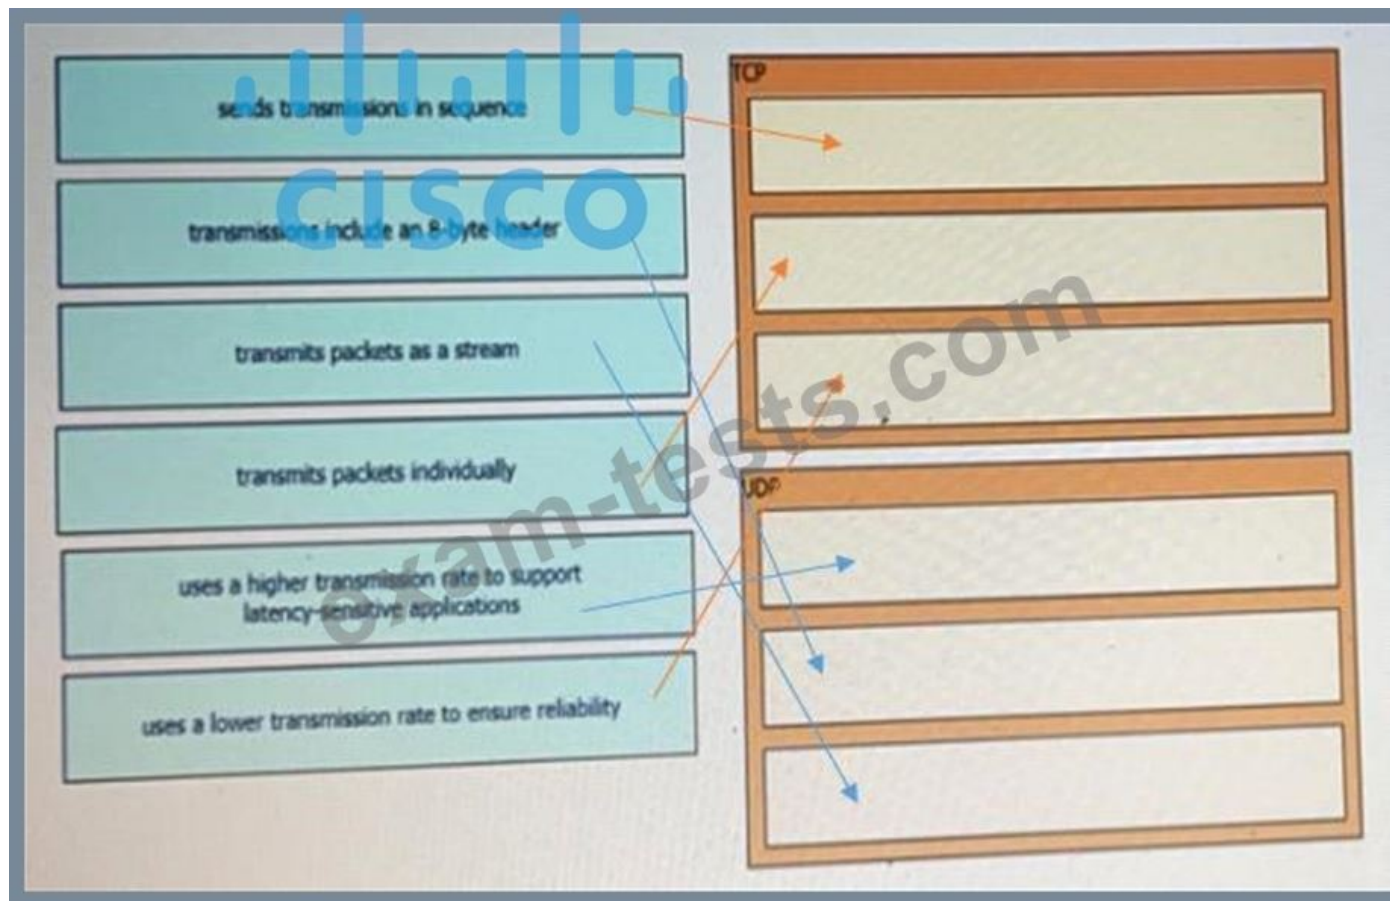 CISCO
sends transmissions in sequence
transmissions include an 8-byte header
transmits packets as a stream
transmits packets individually
uses a higher transmission rate to support
latency-sensitive applications
uses a lower transmission rate to ensure reliability
TCP
UDP
exam-tests.com